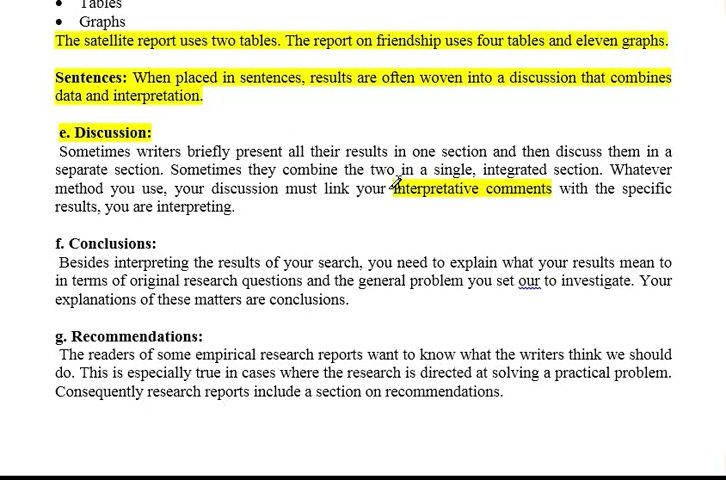 • Tables
• Graphs
The satellite report uses two tables. The report on friendship uses four tables and eleven graphs.
Sentences: When placed in sentences, results are often woven into a discussion that combines
data and interpretation.
e. Discussion:
Sometimes writers briefly present all their results in one section and then discuss them in a
separate section. Sometimes they combine the two in a single, integrated section. Whatever
method you use, your discussion must link your interpretative comments with the specific
results, you are interpreting.
f. Conclusions:
Besides interpreting the results of your search, you need to explain what your results mean to
in terms of original research questions and the general problem you set our to investigate. Your
explanations of these matters are conclusions.
g. Recommendations:
The readers of some empirical research reports want to know what the writers think we should
do. This is especially true in cases where the research is directed at solving a practical problem.
Consequently research reports include a section on recommendations.